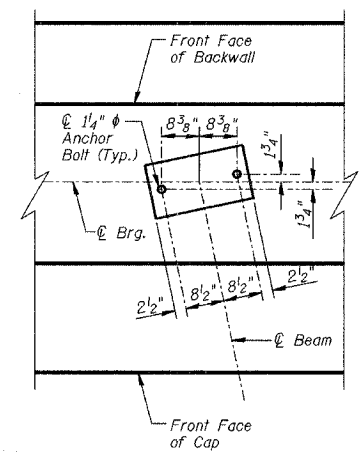 Front Face
of Backwall
℄ 1¼" ϕ
Anchor
Bolt (Typ.)
8⅜" 8⅜"
1¾"
1¾"
℄ Brg.
2½" 8½" 8½" 2½"
℄ Beam
Front Face
of Cap